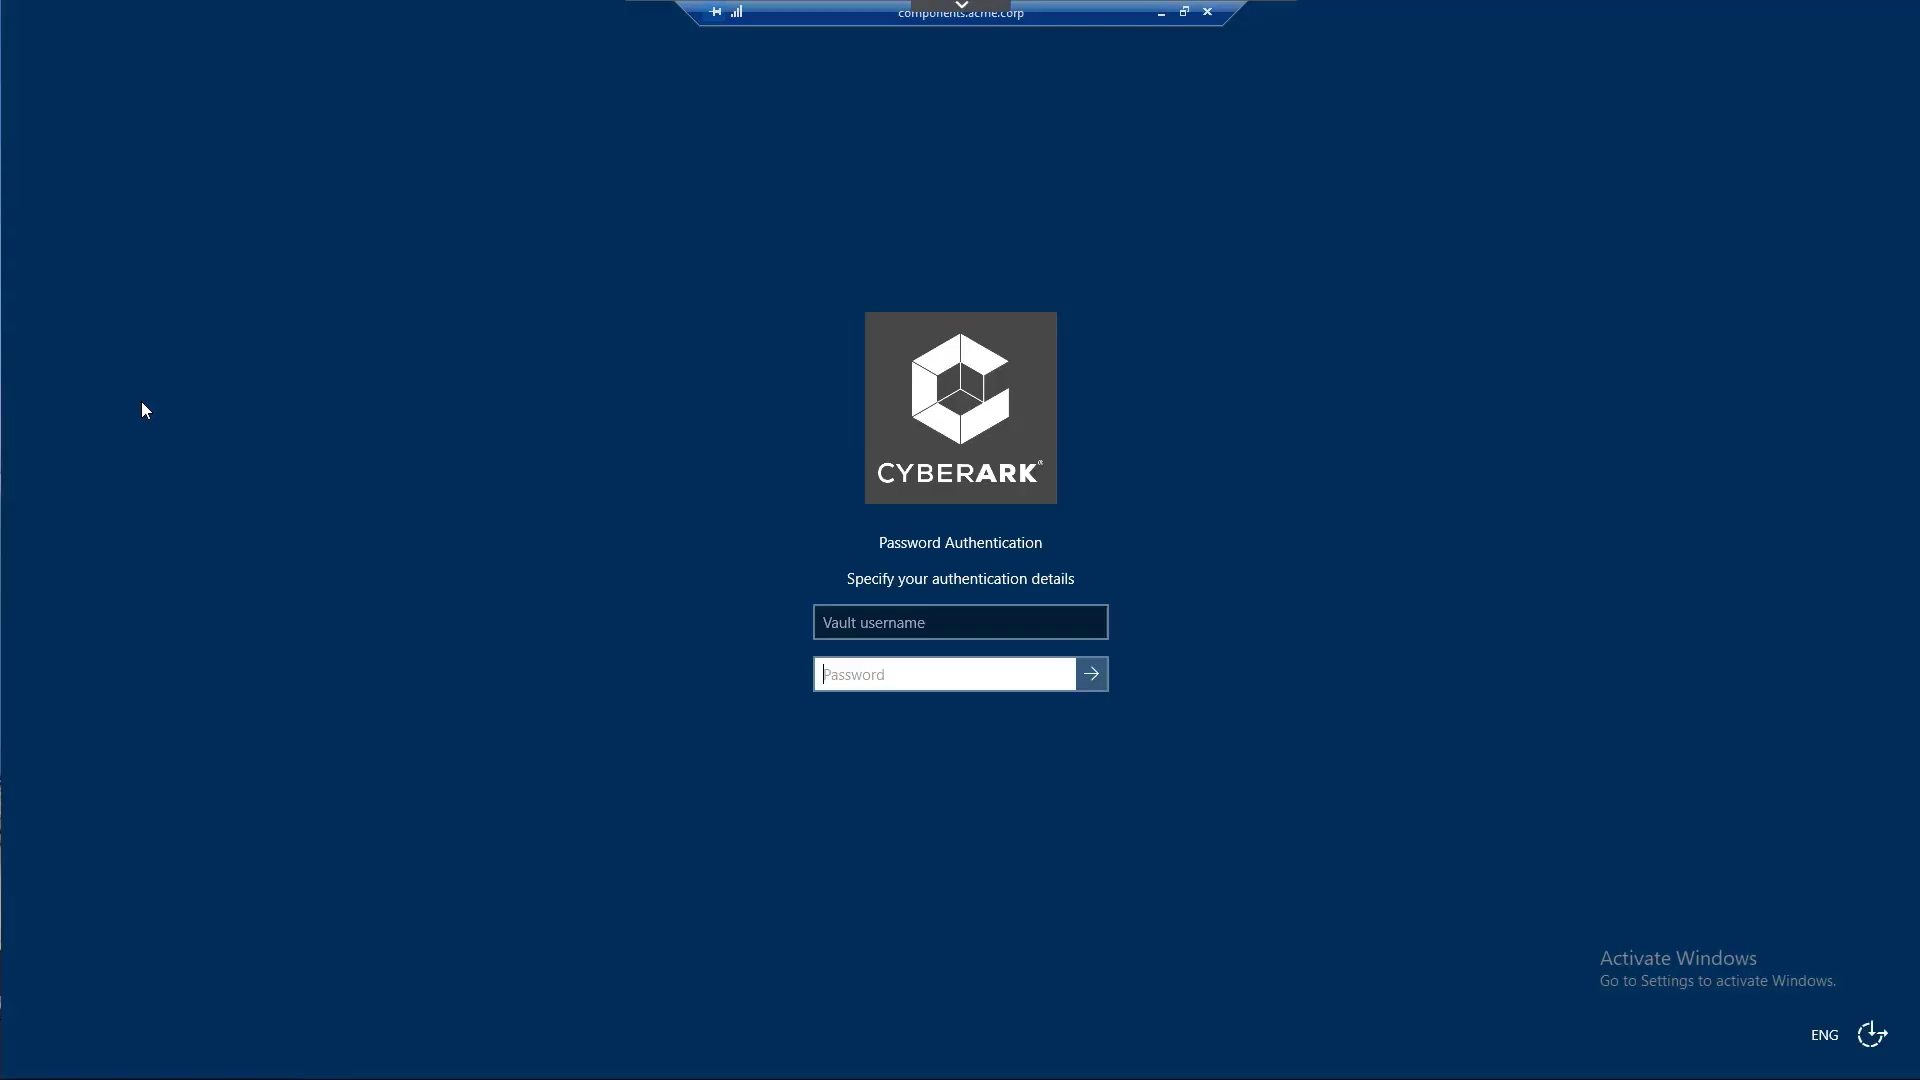 components.acme.corp
CYBERARK®
Password Authentication
Specify your authentication details
Vault username
Password
Activate Windows
Go to Settings to activate Windows.
ENG